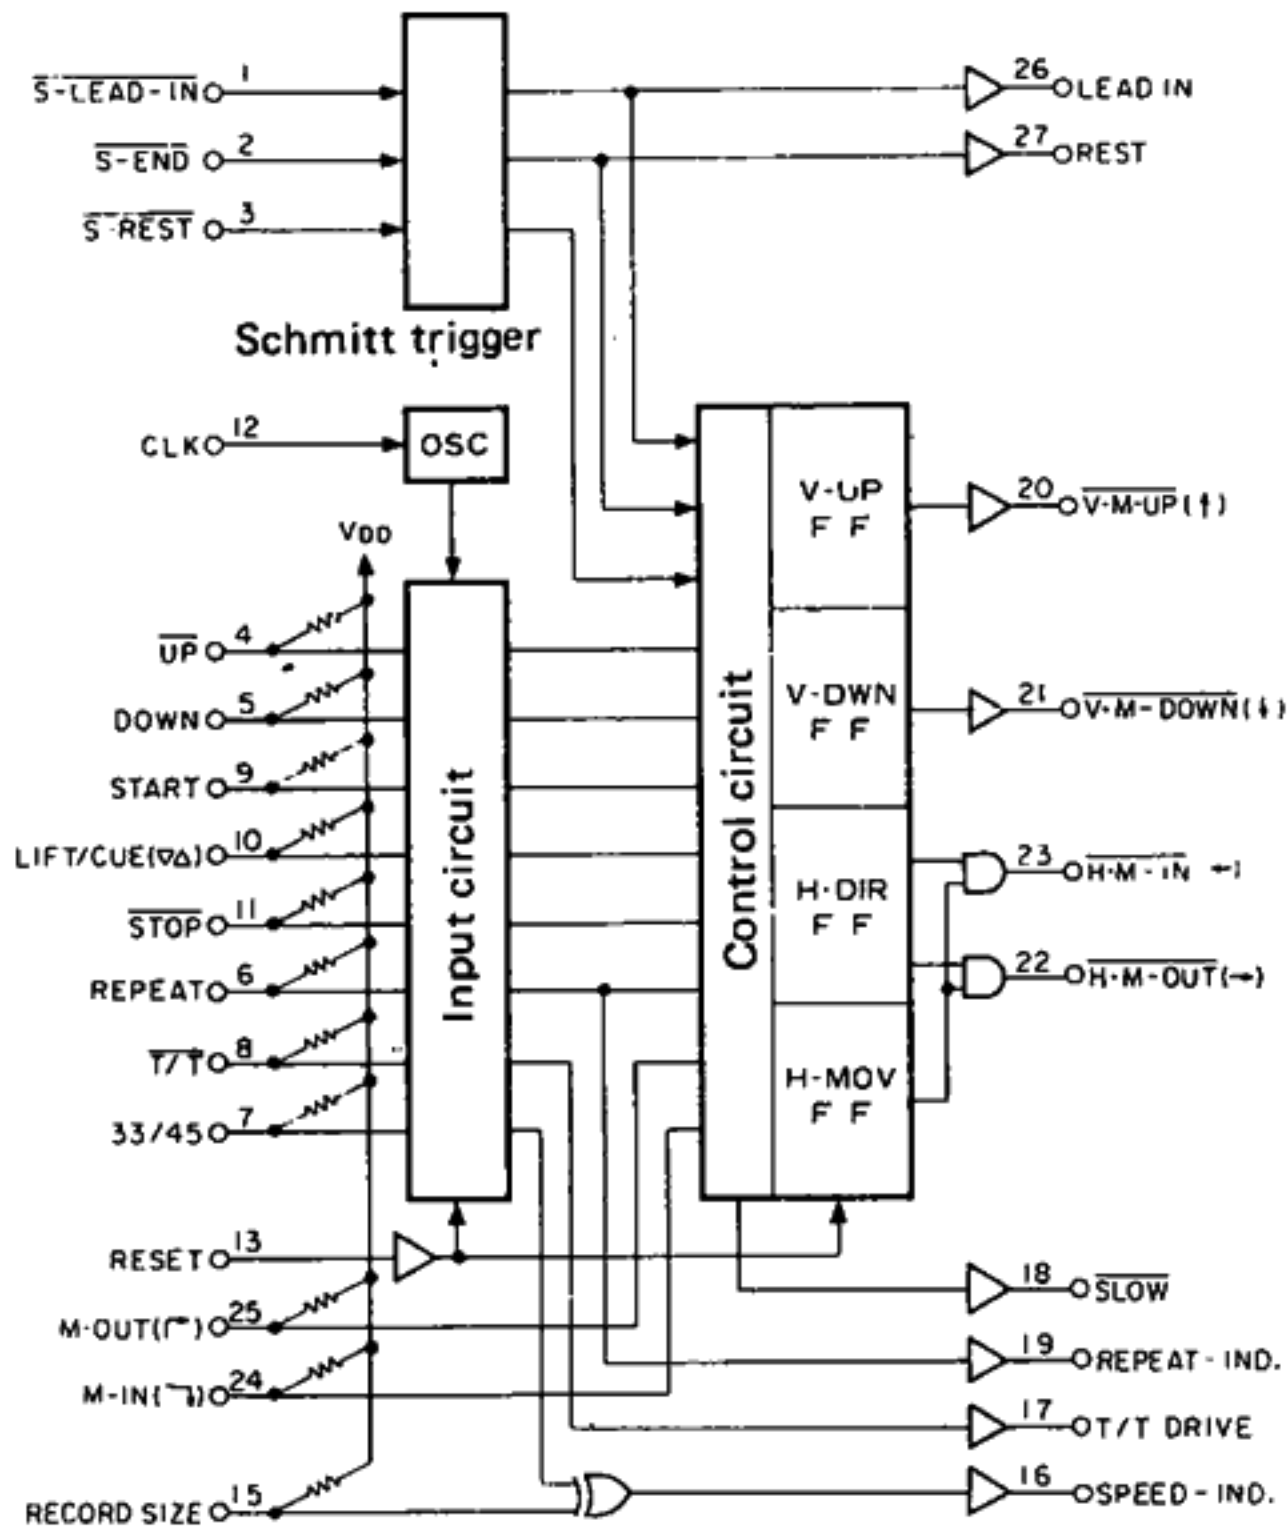 S-LEAD-IN 1
26 LEAD IN
S-END 2
27 REST
S-REST 3
Schmitt trigger
CLK 12
OSC
VDD
V-UP
F F
20 V-M-UP(↑)
UP 4
DOWN 5
V-DWN
F F
21 V-M-DOWN(↓)
START 9
LIFT/CUE(▽△) 10
STOP 11
REPEAT 6
T/T 8
33/45 7
Input circuit
Control circuit
H-DIR
F F
23 H-M-IN
22 H-M-OUT(→)
H-MOV
F F
RESET 13
18 SLOW
M-OUT 25
19 REPEAT-IND.
M-IN 24
17 T/T DRIVE
RECORD SIZE 15
16 SPEED-IND.